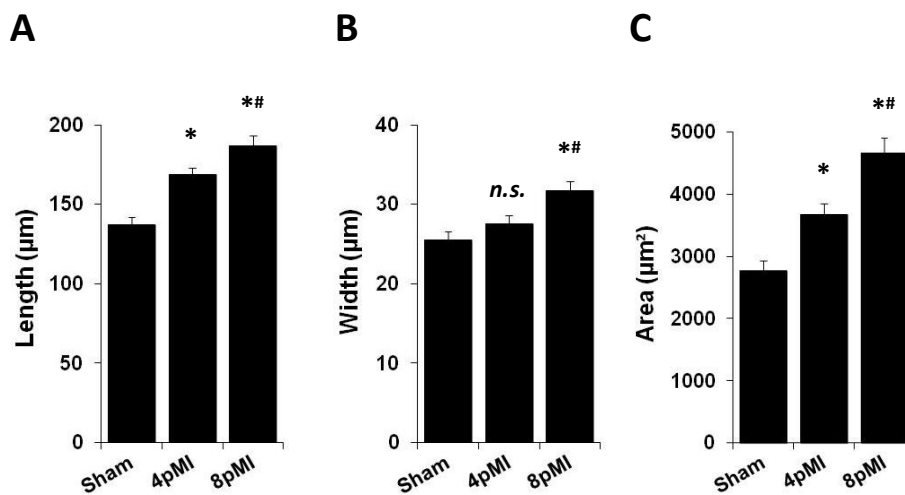 A
Length (µm)
200
150
100
50
0
*
*#
Sham
4pMI
8pMI
B
Width (µm)
40
30
20
10
0
n.s.
*#
Sham
4pMI
8pMI
C
Area (µm²)
5000
4000
3000
2000
1000
0
*
*#
Sham
4pMI
8pMI